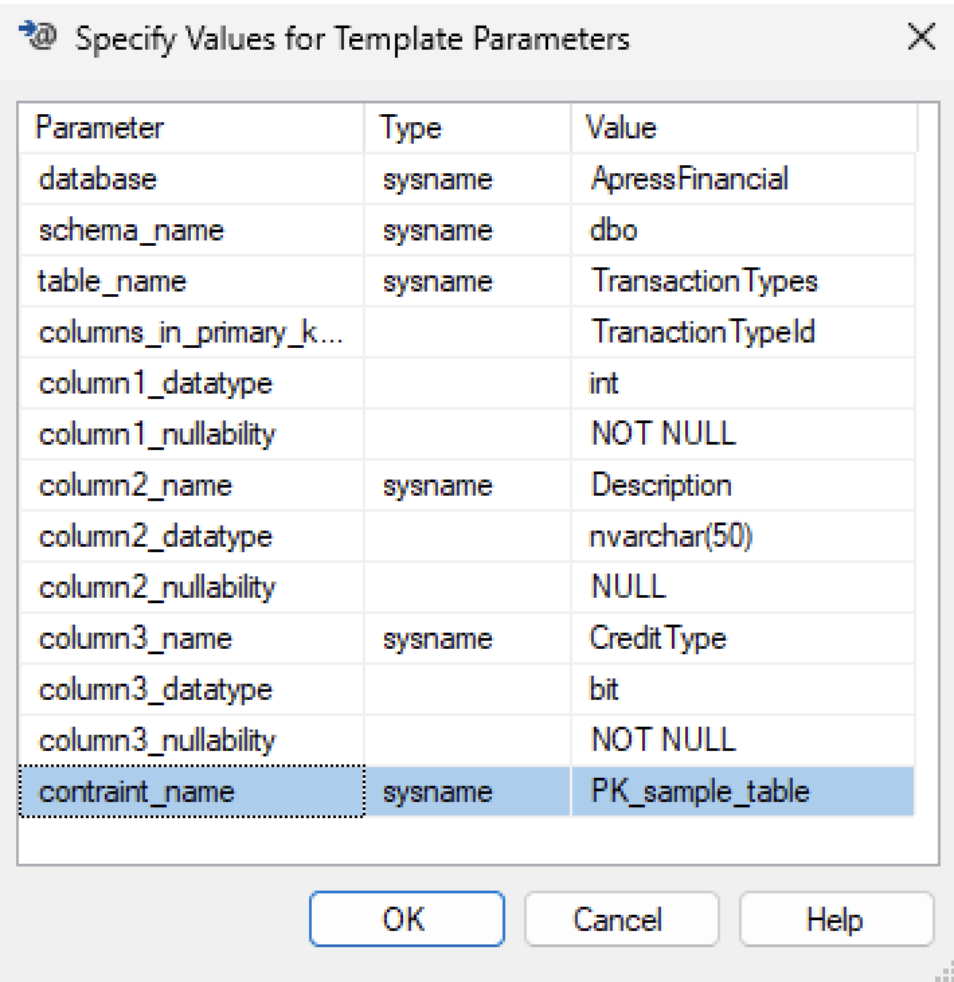 Specify Values for Template Parameters
Parameter Type Value
database sysname ApressFinancial
schema_name sysname dbo
table_name sysname TransactionTypes
columns_in_primary_k... TranactionTypeId
column1_datatype int
column1_nullability NOT NULL
column2_name sysname Description
column2_datatype nvarchar(50)
column2_nullability NULL
column3_name sysname CreditType
column3_datatype bit
column3_nullability NOT NULL
contraint_name sysname PK_sample_table
OK Cancel Help